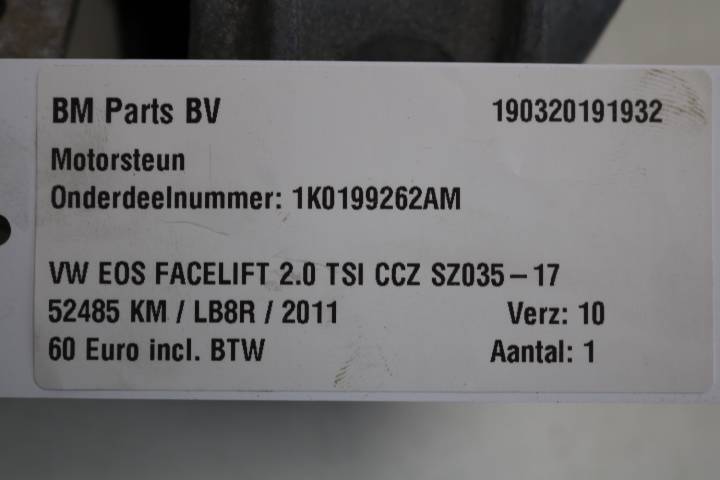 BM Parts BV 190320191932
Motorsteun
Onderdeelnummer: 1K0199262AM
VW EOS FACELIFT 2.0 TSI CCZ SZ035-17
52485 KM / LB8R / 2011 Verz: 10
60 Euro incl. BTW Aantal: 1